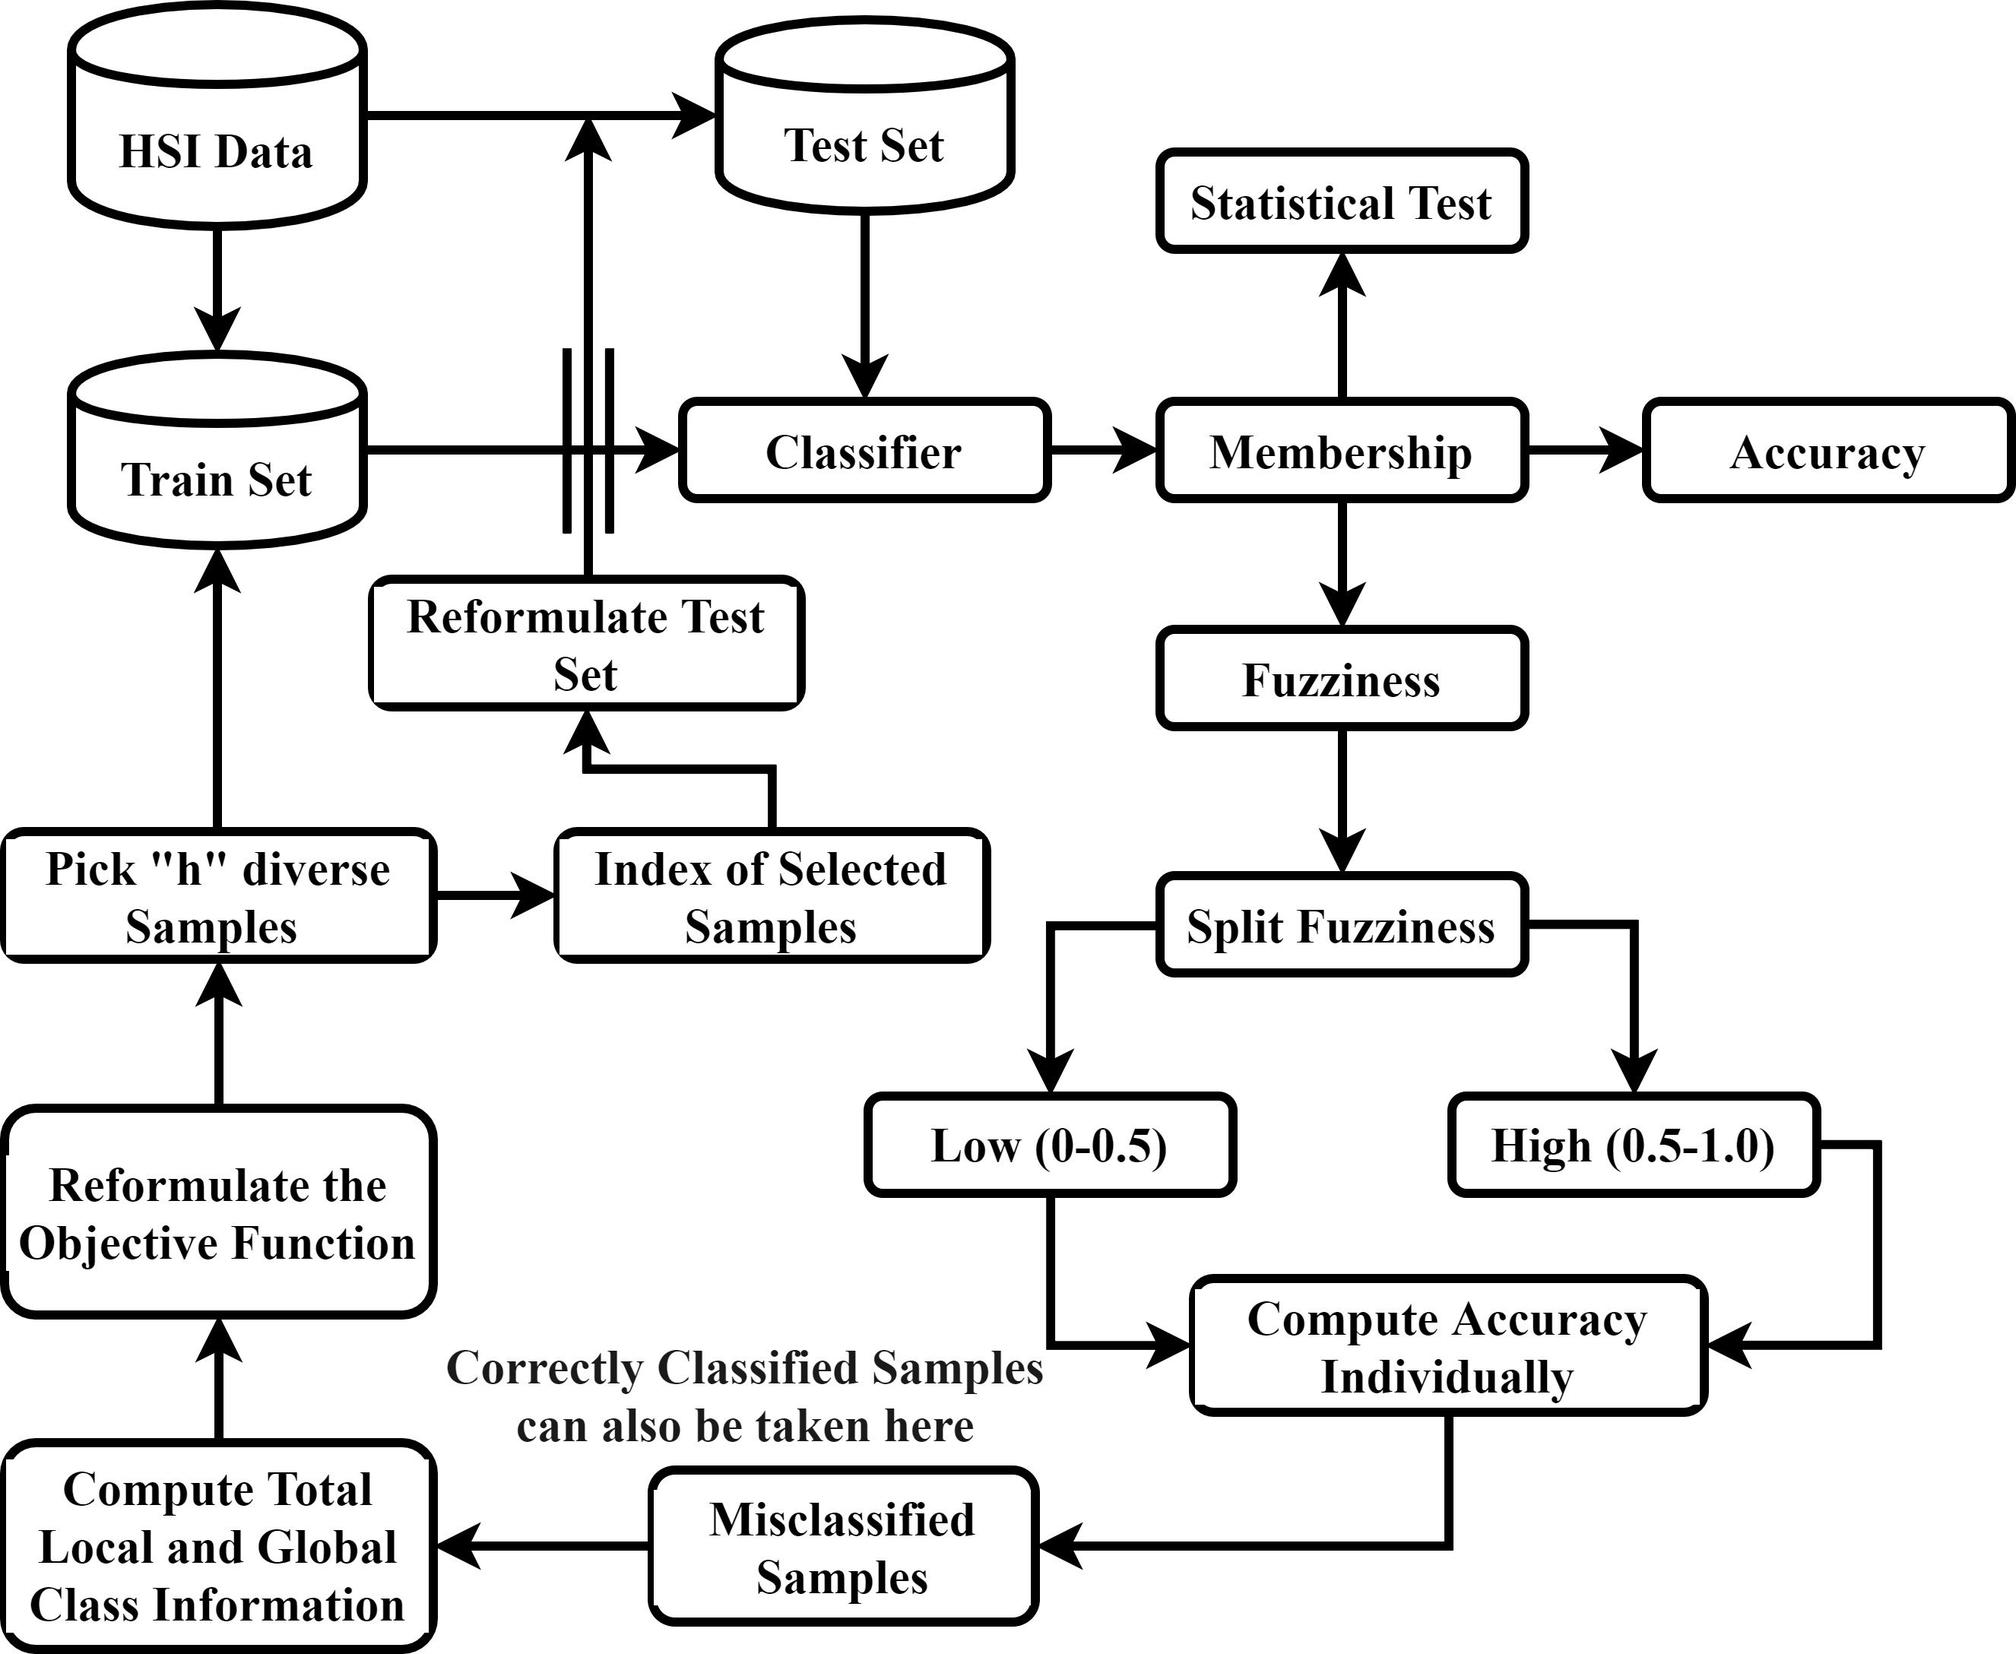 HSI Data
Test Set
Statistical Test
Train Set
Classifier
Membership
Accuracy
Reformulate Test
Set
Fuzziness
Pick "h" diverse
Samples
Index of Selected
Samples
Split Fuzziness
Low (0-0.5)
High (0.5-1.0)
Reformulate the
Objective Function
Compute Accuracy
Individually
Correctly Classified Samples
can also be taken here
Misclassified
Samples
Compute Total
Local and Global
Class Information